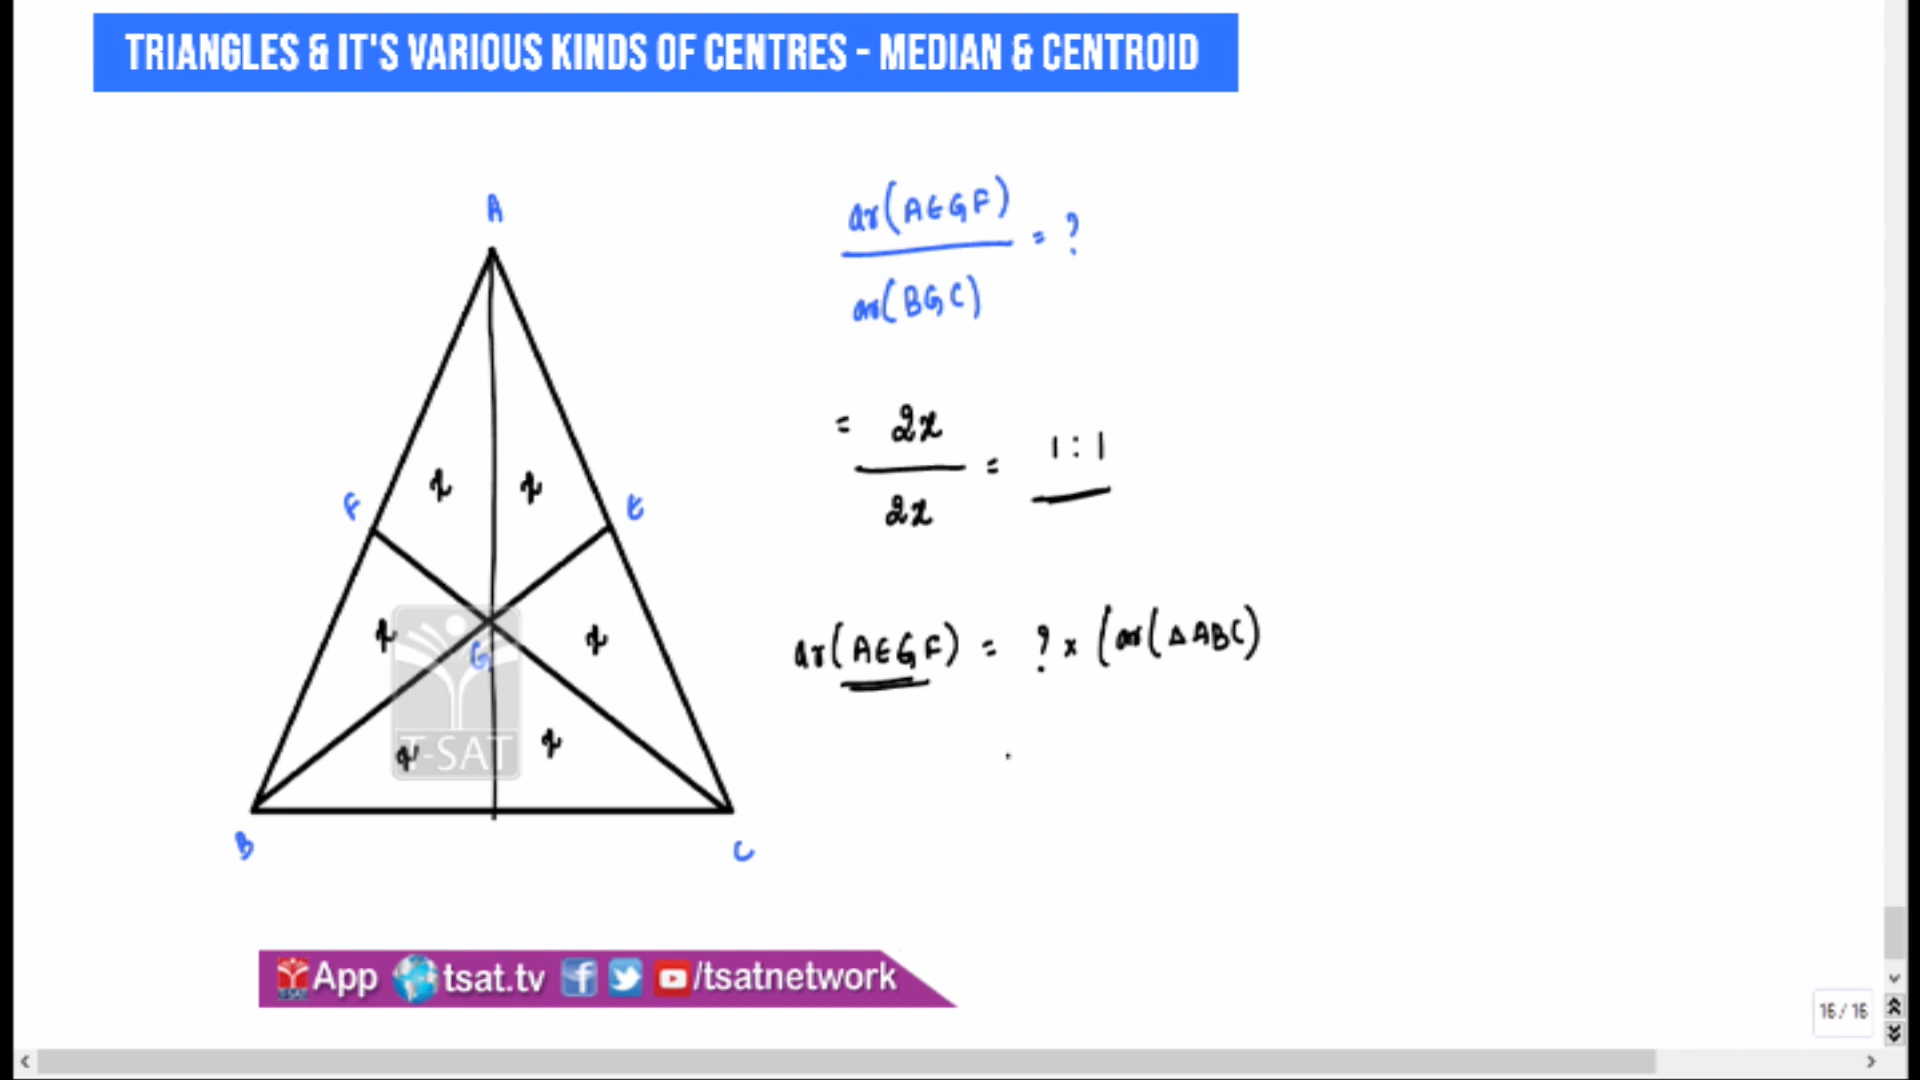 TRIANGLES & IT'S VARIOUS KINDS OF CENTRES - MEDIAN & CENTROID
A
ar(AEGF)
= ?
ar(BGC)
= 2x
2x
= 1:1
F
x
x
E
x
G
x
ar(AEGF) = ? x (ar(△ABC)
T-SAT
x
x
B
C
T-SAT
App tsat.tv /tsatnetwork
16 / 16